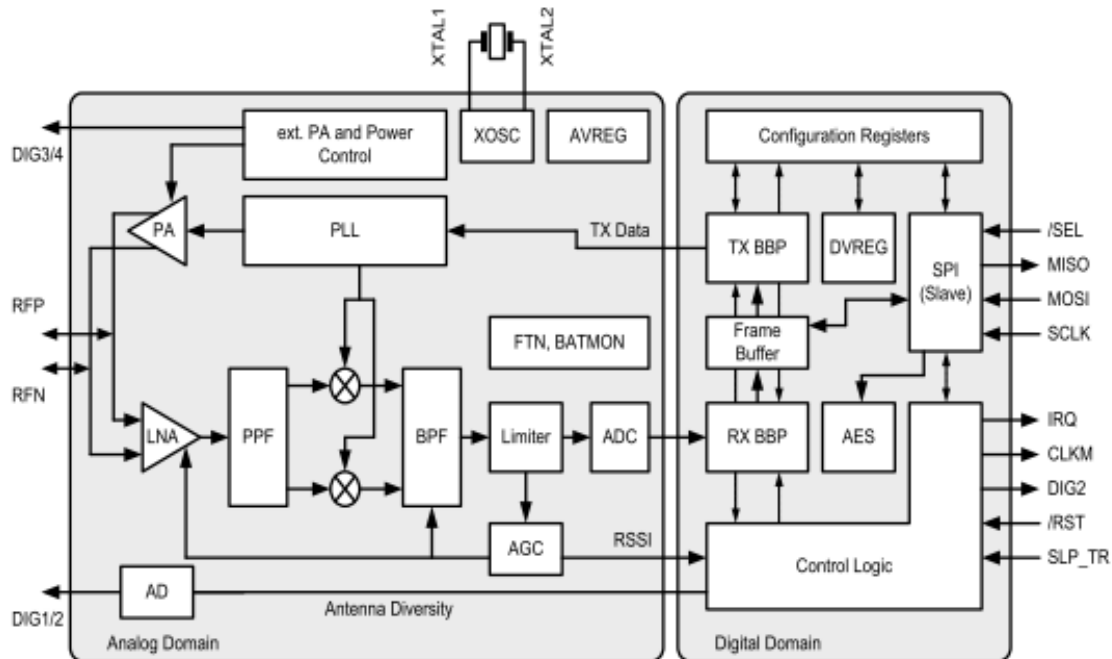 XTAL1
XTAL2
ext. PA and Power
Control
XOSC
AVREG
Configuration Registers
DIG3/4
PA
PLL
TX Data
TX BBP
DVREG
SPI
(Slave)
/SEL
MISO
MOSI
SCLK
RFP
RFN
FTN, BATMON
Frame
Buffer
LNA
PPF
BPF
Limiter
ADC
RX BBP
AES
IRQ
CLKM
DIG2
/RST
SLP_TR
AGC
RSSI
Control Logic
AD
DIG1/2
Antenna Diversity
Analog Domain
Digital Domain